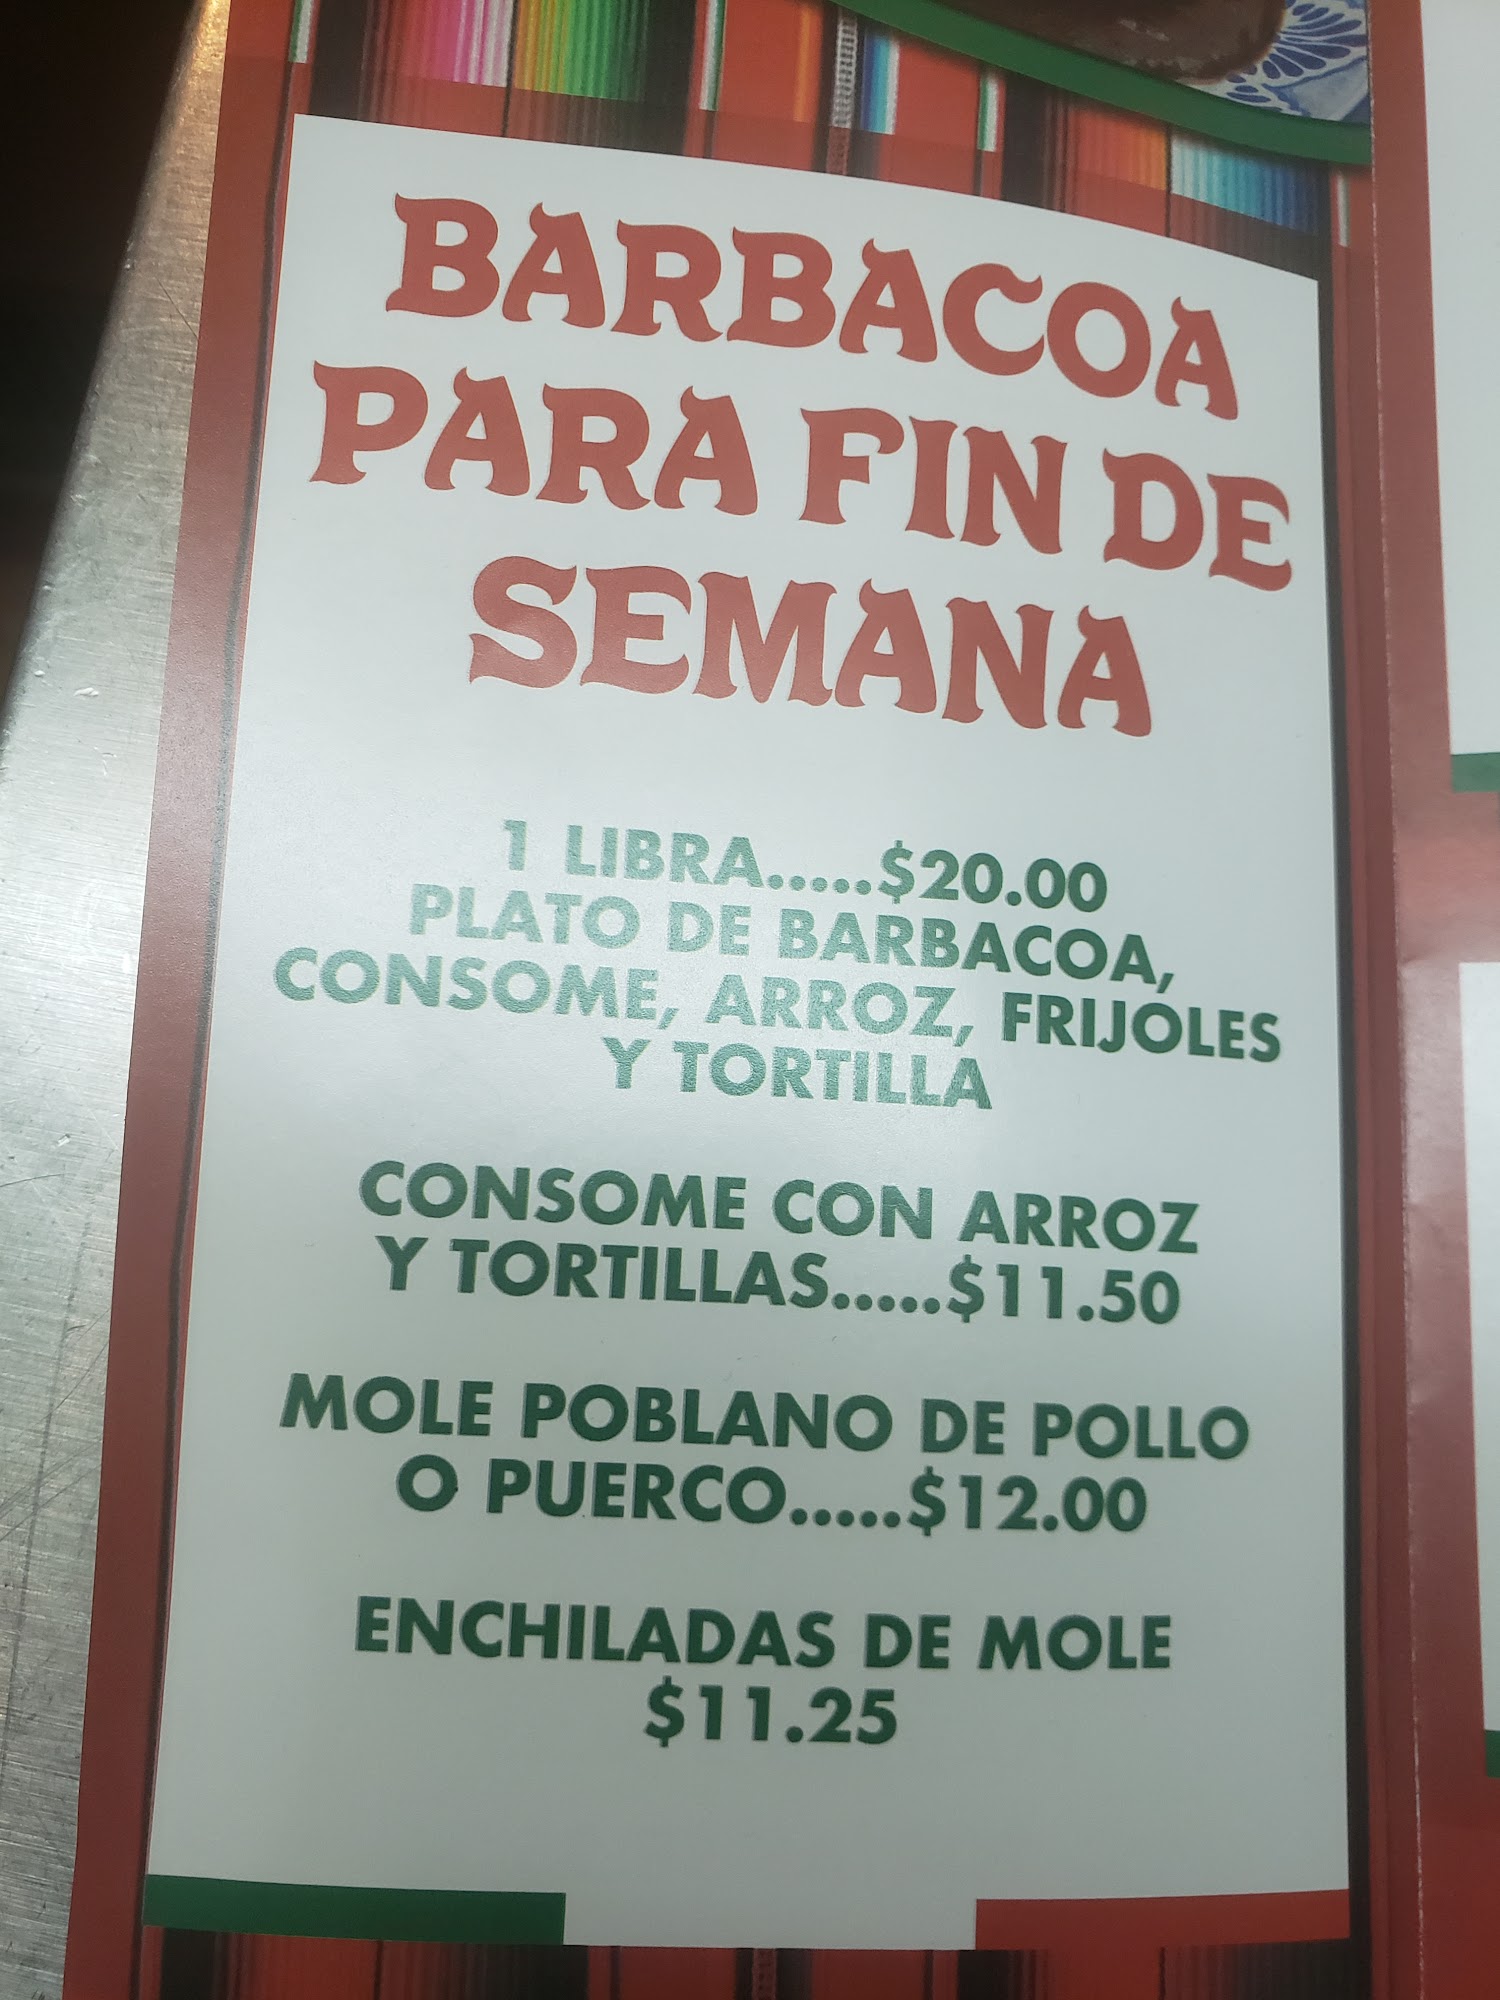 BARBACOA
PARA FIN DE
SEMANA
1 LIBRA.....$20.00
PLATO DE BARBACOA,
CONSOME, ARROZ, FRIJOLES
Y TORTILLA
CONSOME CON ARROZ
Y TORTILLAS.....$11.50
MOLE POBLANO DE POLLO
O PUERCO.....$12.00
ENCHILADAS DE MOLE
$11.25